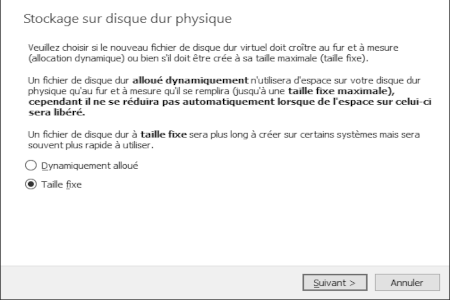 Stockage sur disque dur physique
Veuillez choisir si le nouveau fichier de disque dur virtuel doit croître au fur et à mesure
(allocation dynamique) ou bien s'il doit être crée à sa taille maximale (taille fixe).
Un fichier de disque dur alloué dynamiquement n'utilisera d'espace sur votre disque dur
physique qu'au fur et à mesure qu'il se remplira (jusqu'à une taille fixe maximale),
cependant il ne se réduira pas automatiquement lorsque de l'espace sur celui-ci
sera libéré.
Un fichier de disque dur à taille fixe sera plus long à créer sur certains systèmes mais sera
souvent plus rapide à utiliser.
Dynamiquement alloué
Taille fixe
Suivant >
Annuler